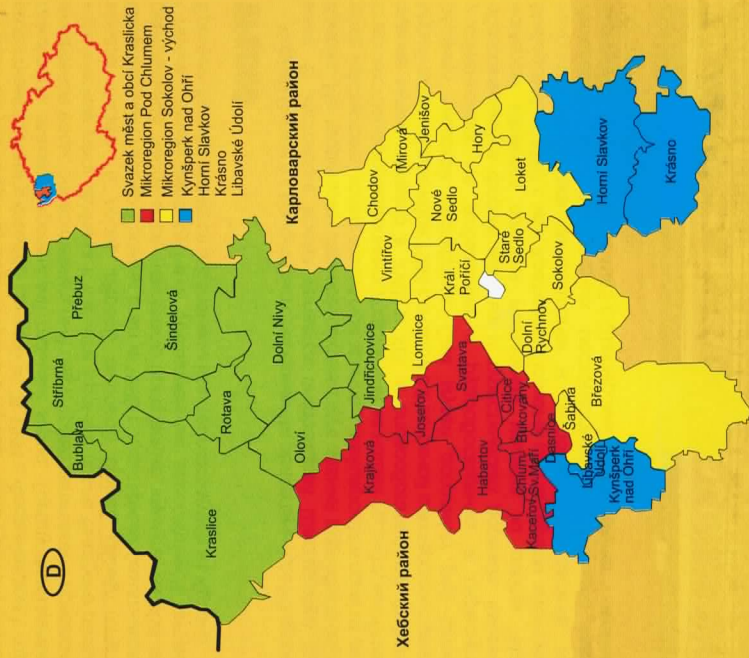 D
Svazek měst a obcí Kraslicka
Mikroregion Pod Chlumem
Mikroregion Sokolov - východ
Kynšperk nad Ohří
Horní Slavkov
Krásno
Libavské Údolí
Карловарский район
Хебский район
Přebuz
Stříbrná
Bublava
Šindelová
Kraslice
Rotava
Dolní Nivy
Oloví
Jindřichovice
Krajková
Josefov
Svatava
Habartov
Citice
Bukovany
Dasnice
Chlum
Sv.Maří
Kaceřov
Lomnice
Vintířov
Chodov
Mírová
Jenišov
Nové
Sedlo
Hory
Loket
Král.
Poříčí
Staré
Sedlo
Sokolov
Dolní
Rychnov
Březová
Šabina
Libavské
Údolí
Kynšperk
nad Ohří
Horní Slavkov
Krásno